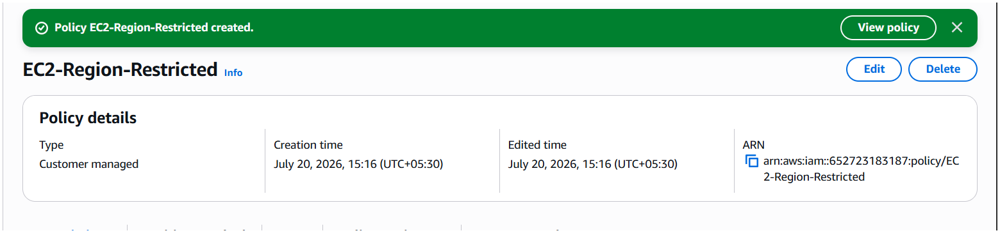 Policy EC2-Region-Restricted created.
View policy
EC2-Region-Restricted Info
Edit
Delete
Policy details
Type
Customer managed
Creation time
July 20, 2026, 15:16 (UTC+05:30)
Edited time
July 20, 2026, 15:16 (UTC+05:30)
ARN
arn:aws:iam::652723183187:policy/EC
2-Region-Restricted